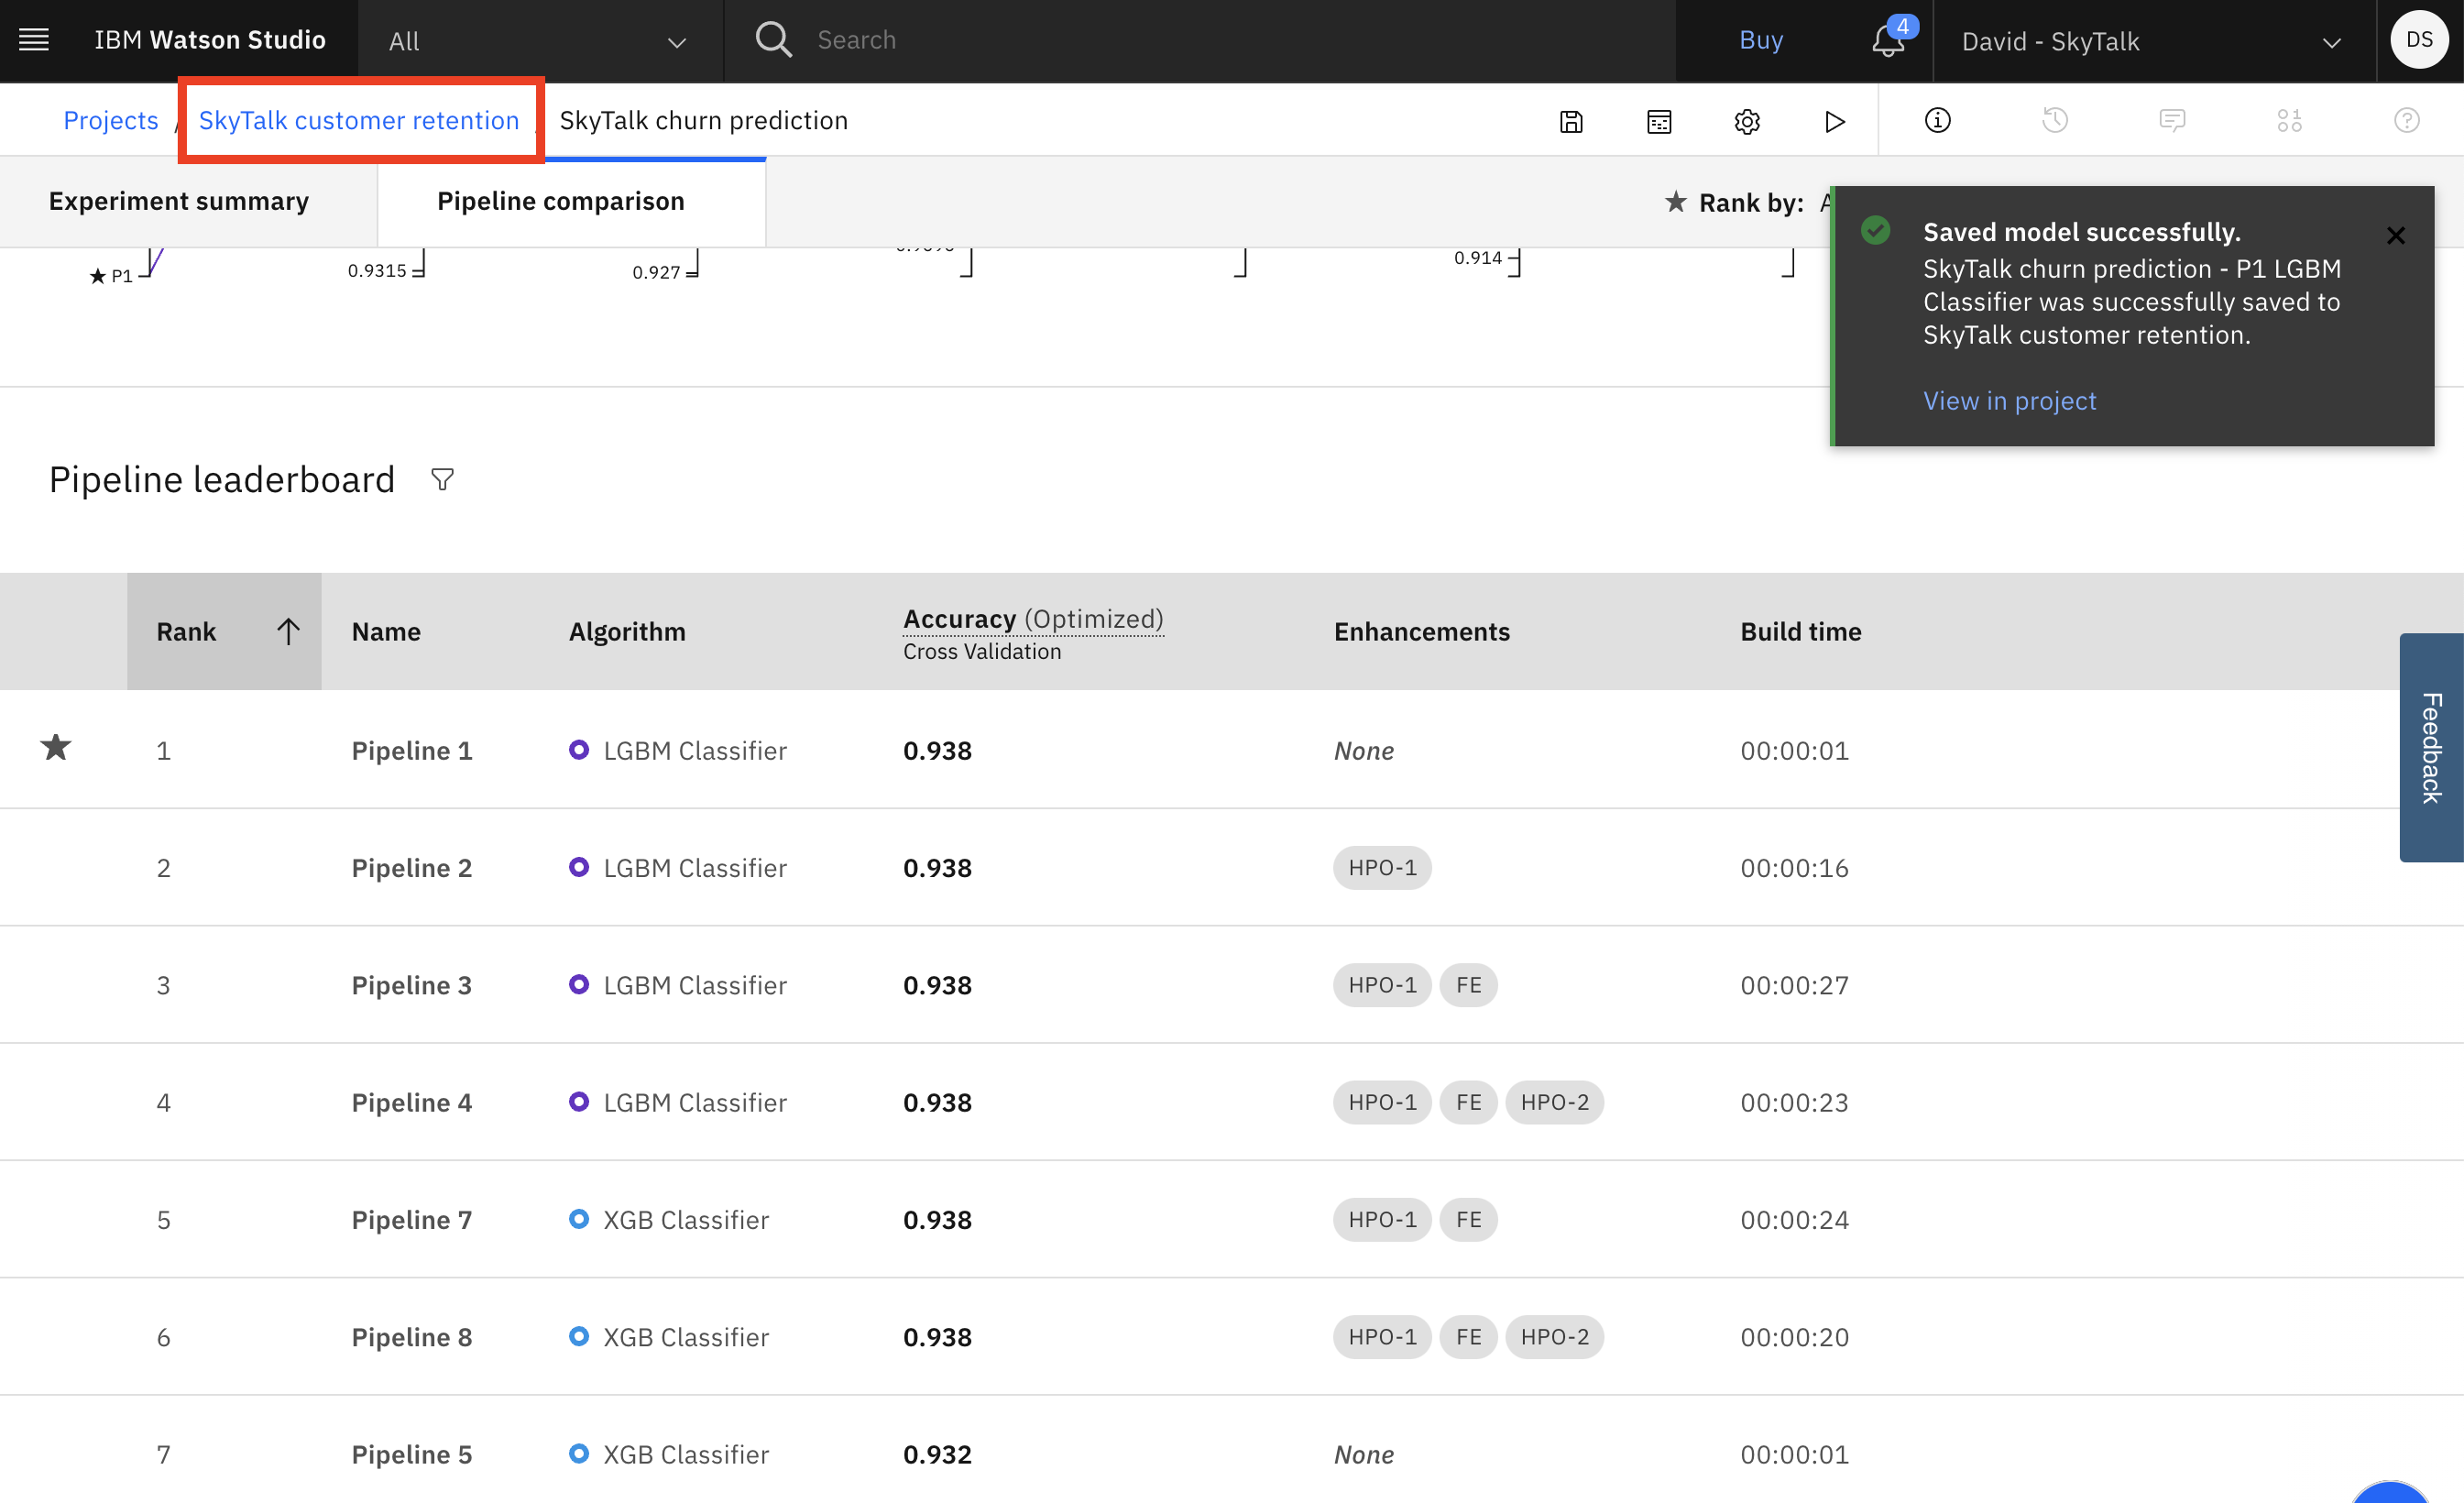 IBM Watson Studio
All
Search
Buy
4
David - SkyTalk
DS
Projects / SkyTalk customer retention SkyTalk churn prediction
Experiment summary
Pipeline comparison
★ Rank by:
★ P1
0.9315
0.927
0.914
Saved model successfully.
SkyTalk churn prediction - P1 LGBM
Classifier was successfully saved to
SkyTalk customer retention.
View in project
Pipeline leaderboard
Rank ↑ Name Algorithm Accuracy (Optimized) Enhancements Build time
Cross Validation
★ 1 Pipeline 1 LGBM Classifier 0.938 None 00:00:01
2 Pipeline 2 LGBM Classifier 0.938 HPO-1 00:00:16
3 Pipeline 3 LGBM Classifier 0.938 HPO-1 FE 00:00:27
4 Pipeline 4 LGBM Classifier 0.938 HPO-1 FE HPO-2 00:00:23
5 Pipeline 7 XGB Classifier 0.938 HPO-1 FE 00:00:24
6 Pipeline 8 XGB Classifier 0.938 HPO-1 FE HPO-2 00:00:20
7 Pipeline 5 XGB Classifier 0.932 None 00:00:01
Feedback